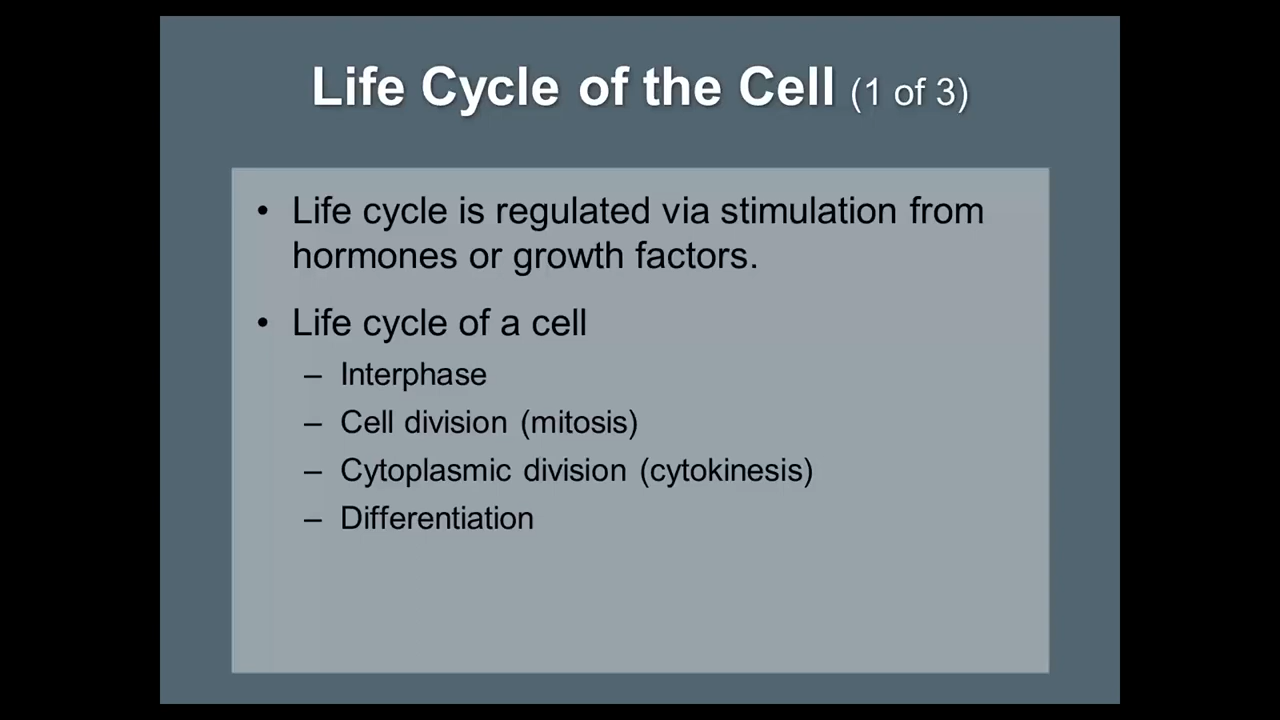 Life Cycle of the Cell (1 of 3)
• Life cycle is regulated via stimulation from
hormones or growth factors.
• Life cycle of a cell
– Interphase
– Cell division (mitosis)
– Cytoplasmic division (cytokinesis)
– Differentiation